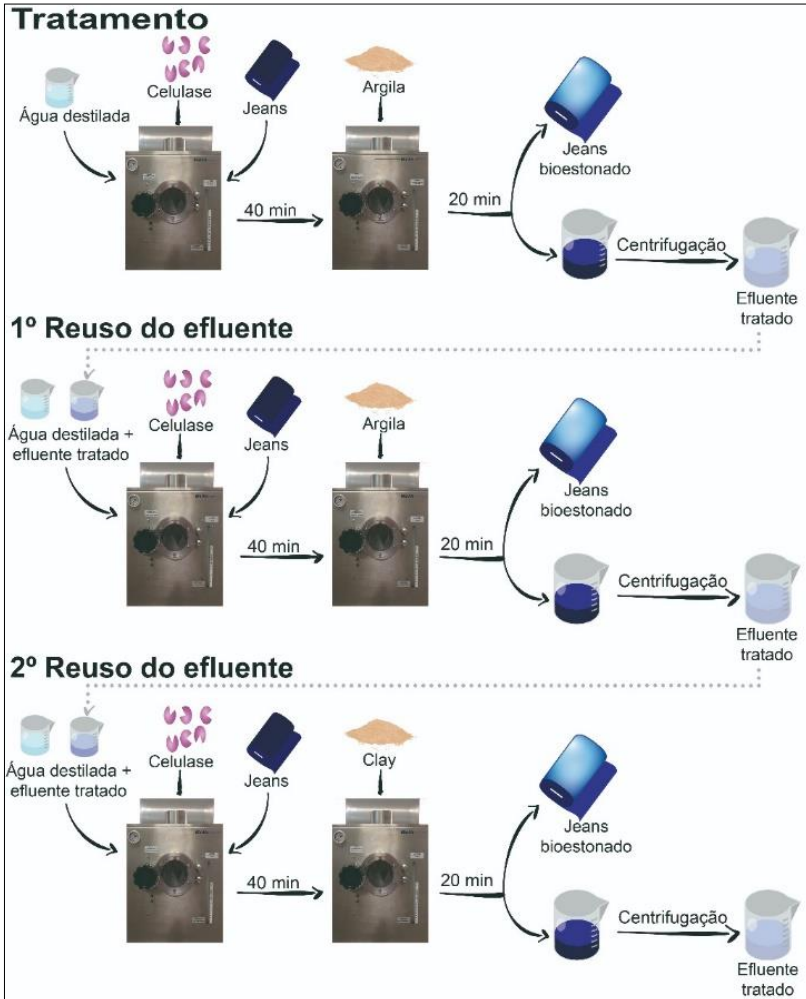 Tratamento
Água destilada
Celulase
Jeans
Argila
40 min
20 min
Jeans
bioestonado
Centrifugação
Efluente
tratado
1º Reuso do efluente
Água destilada +
efluente tratado
Celulase
Jeans
Argila
40 min
20 min
Jeans
bioestonado
Centrifugação
Efluente
tratado
2º Reuso do efluente
Água destilada +
efluente tratado
Celulase
Jeans
Clay
40 min
20 min
Jeans
bioestonado
Centrifugação
Efluente
tratado